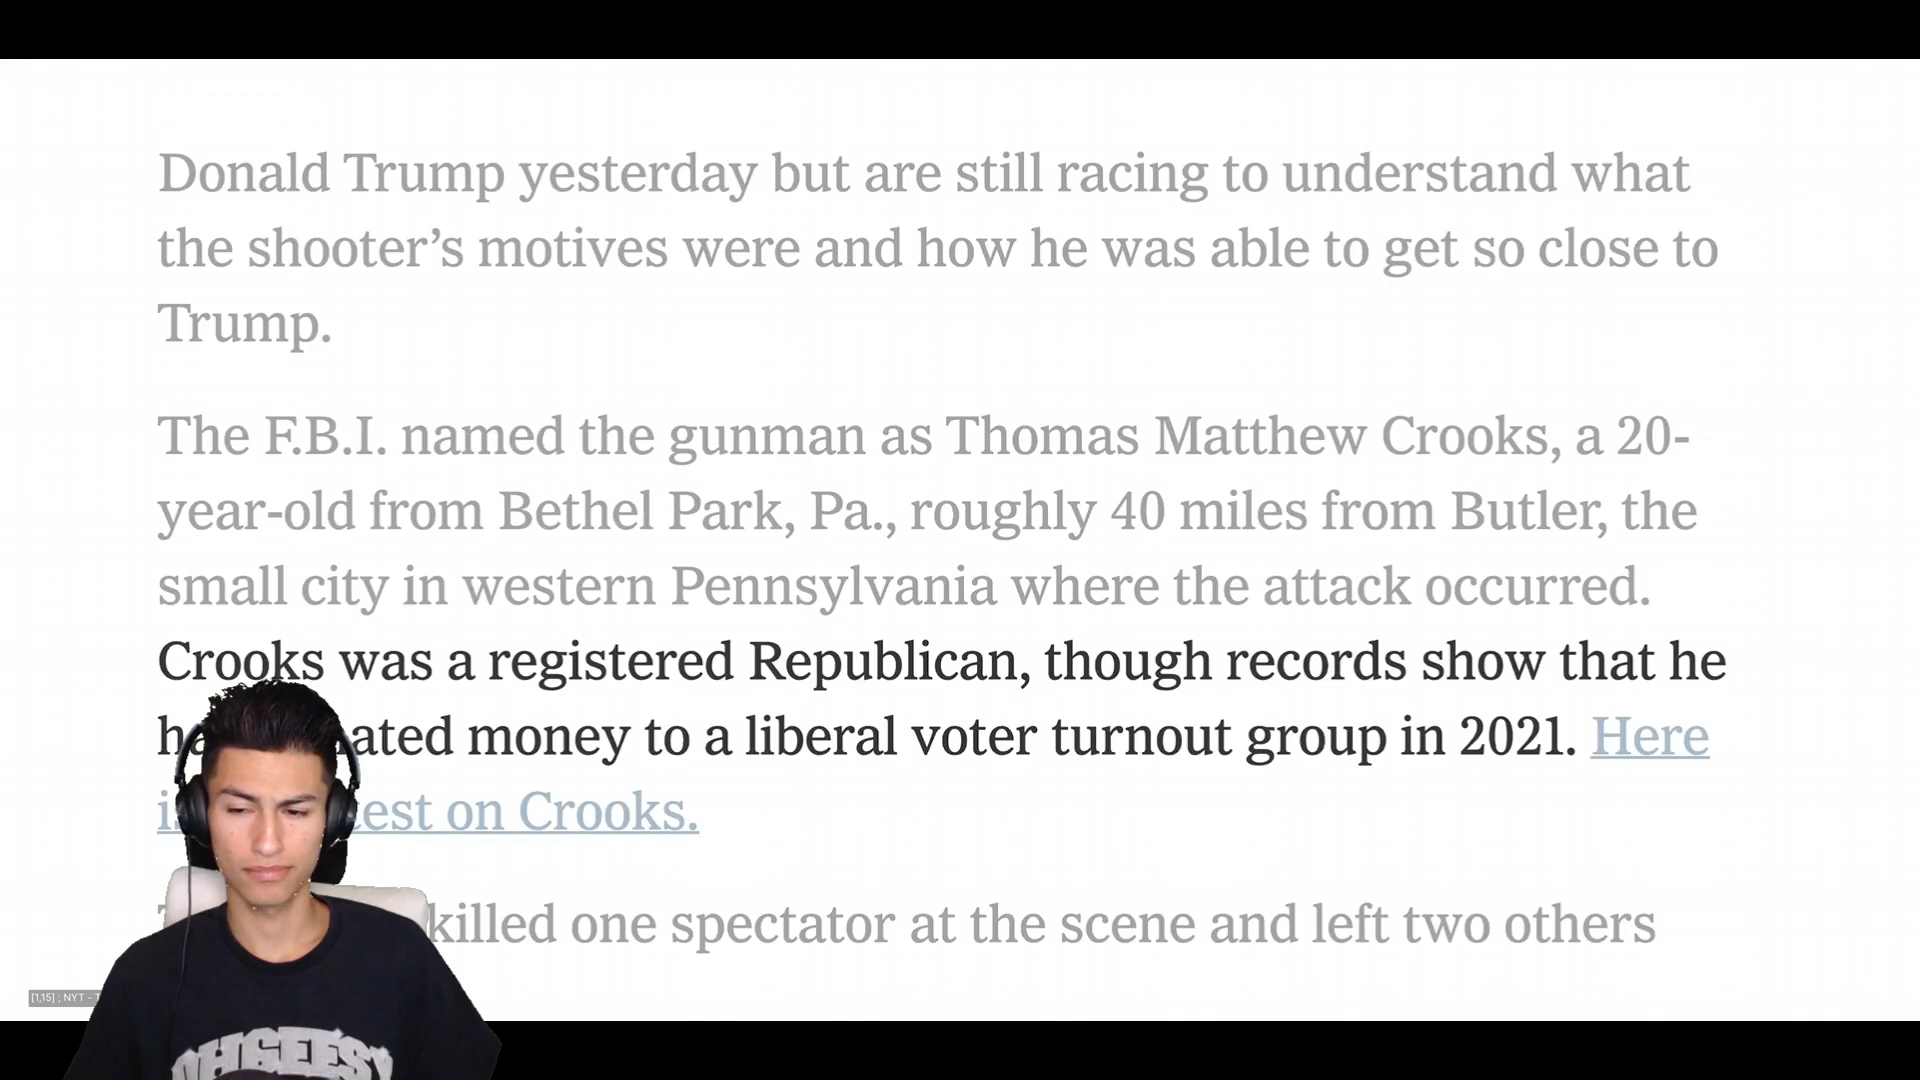 Donald Trump yesterday but are still racing to understand what
the shooter’s motives were and how he was able to get so close to
Trump.
The F.B.I. named the gunman as Thomas Matthew Crooks, a 20-
year-old from Bethel Park, Pa., roughly 40 miles from Butler, the
small city in western Pennsylvania where the attack occurred.
Crooks was a registered Republican, though records show that he
money to a liberal voter turnout group in 2021. Here
on Crooks.
killed one spectator at the scene and left two others
[1,15] ; NYT -
OHGEESY